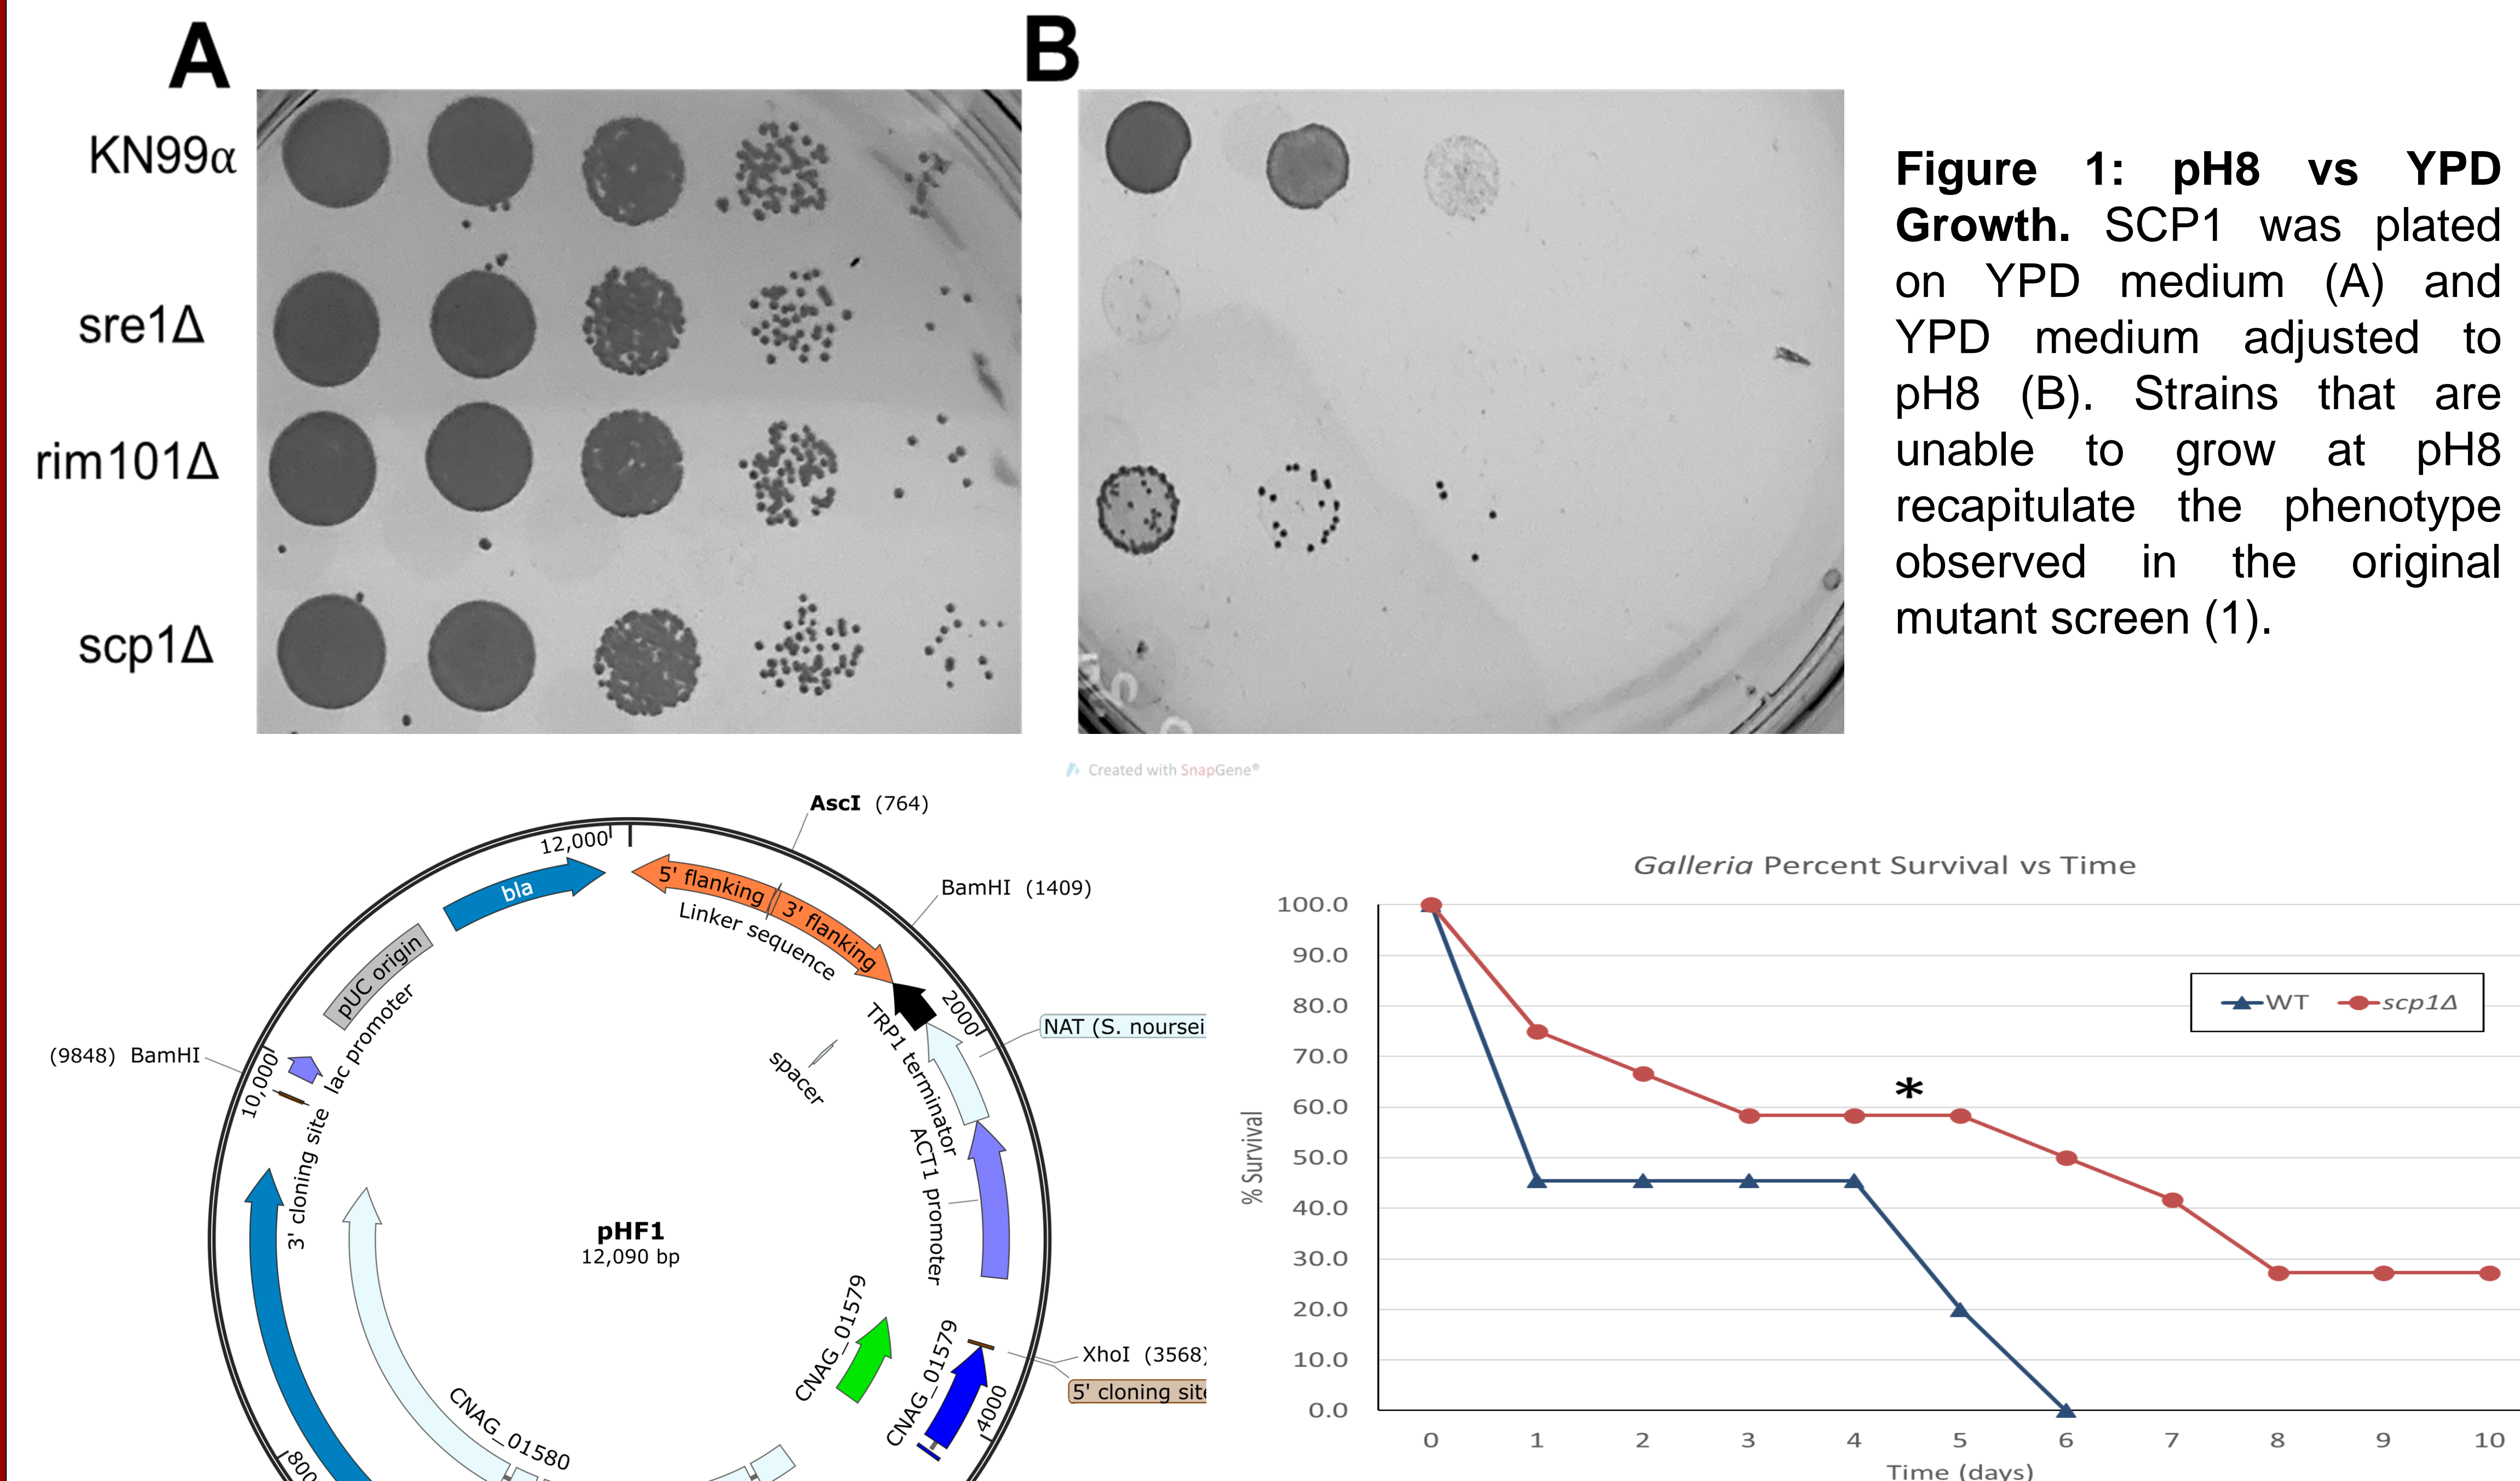 A
B
KN99α
sre1Δ
rim101Δ
scp1Δ
Figure 1: pH8 vs YPD
Growth. SCP1 was plated
on YPD medium (A) and
YPD medium adjusted to
pH8 (B). Strains that are
unable to grow at pH8
recapitulate the phenotype
observed in the original
mutant screen (1).
Created with SnapGene®
AscI (764)
12,000
bla
5' flanking
3' flanking
Linker sequence
BamHI (1409)
pUC origin
lac promoter
2000
TRP1 terminator
NAT (S. noursei
spacer
(9848) BamHI
10,000
3' cloning site
ACT1 promoter
pHF1
12,090 bp
CNAG_01579
CNAG_01579
XhoI (3568)
5' cloning site
4000
CNAG_01580
800
Galleria Percent Survival vs Time
100.0
90.0
80.0
70.0
60.0
50.0
40.0
30.0
20.0
10.0
0.0
% Survival
WT
scp1Δ
*
0 1 2 3 4 5 6 7 8 9 10
Time (days)